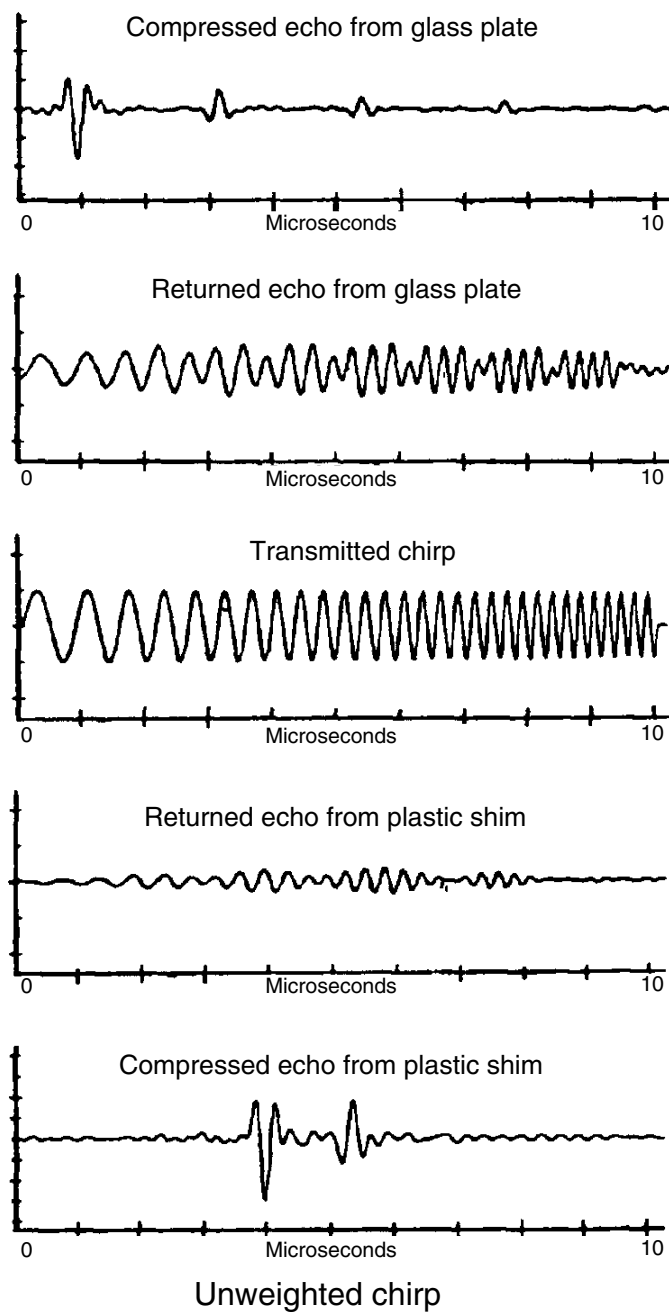 Compressed echo from glass plate
0 Microseconds 10
Returned echo from glass plate
0 Microseconds 10
Transmitted chirp
0 Microseconds 10
Returned echo from plastic shim
0 Microseconds 10
Compressed echo from plastic shim
0 Microseconds 10
Unweighted chirp